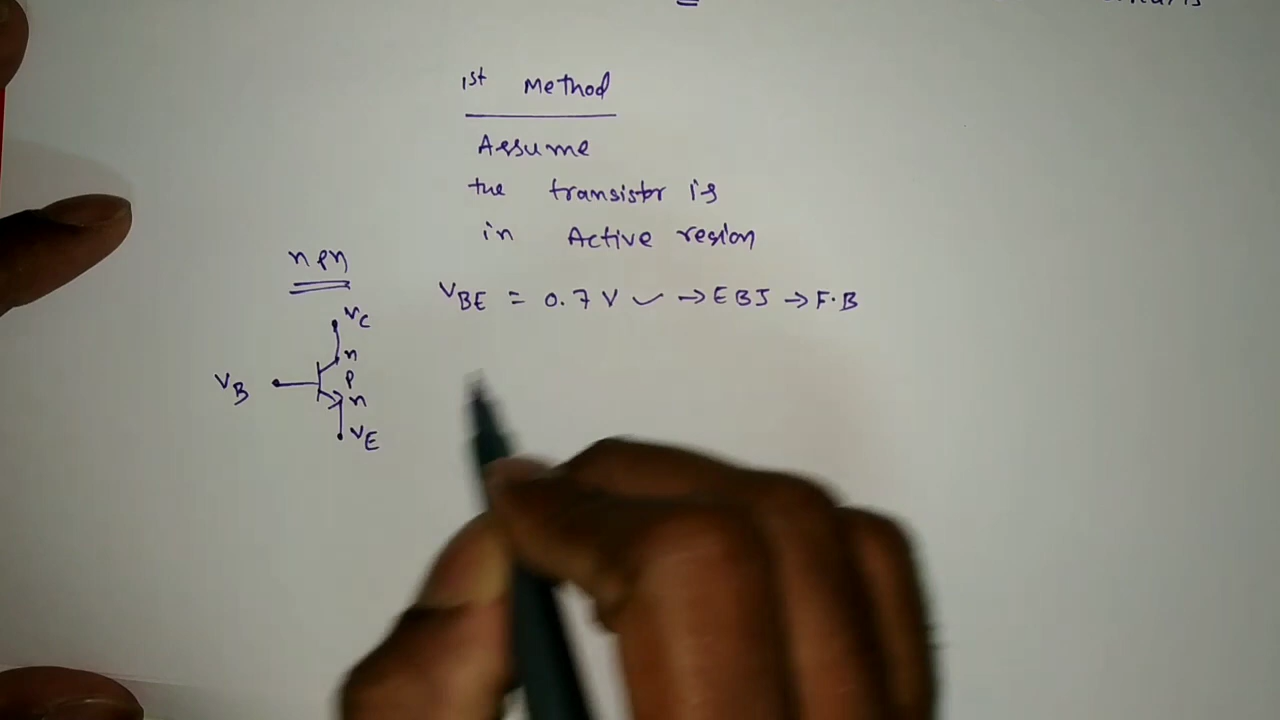 1st Method
Assume
the transistor is
in Active region
npn
VBE = 0.7 V ✓ → EBJ → F.B
VC
n
VB
p
n
VE